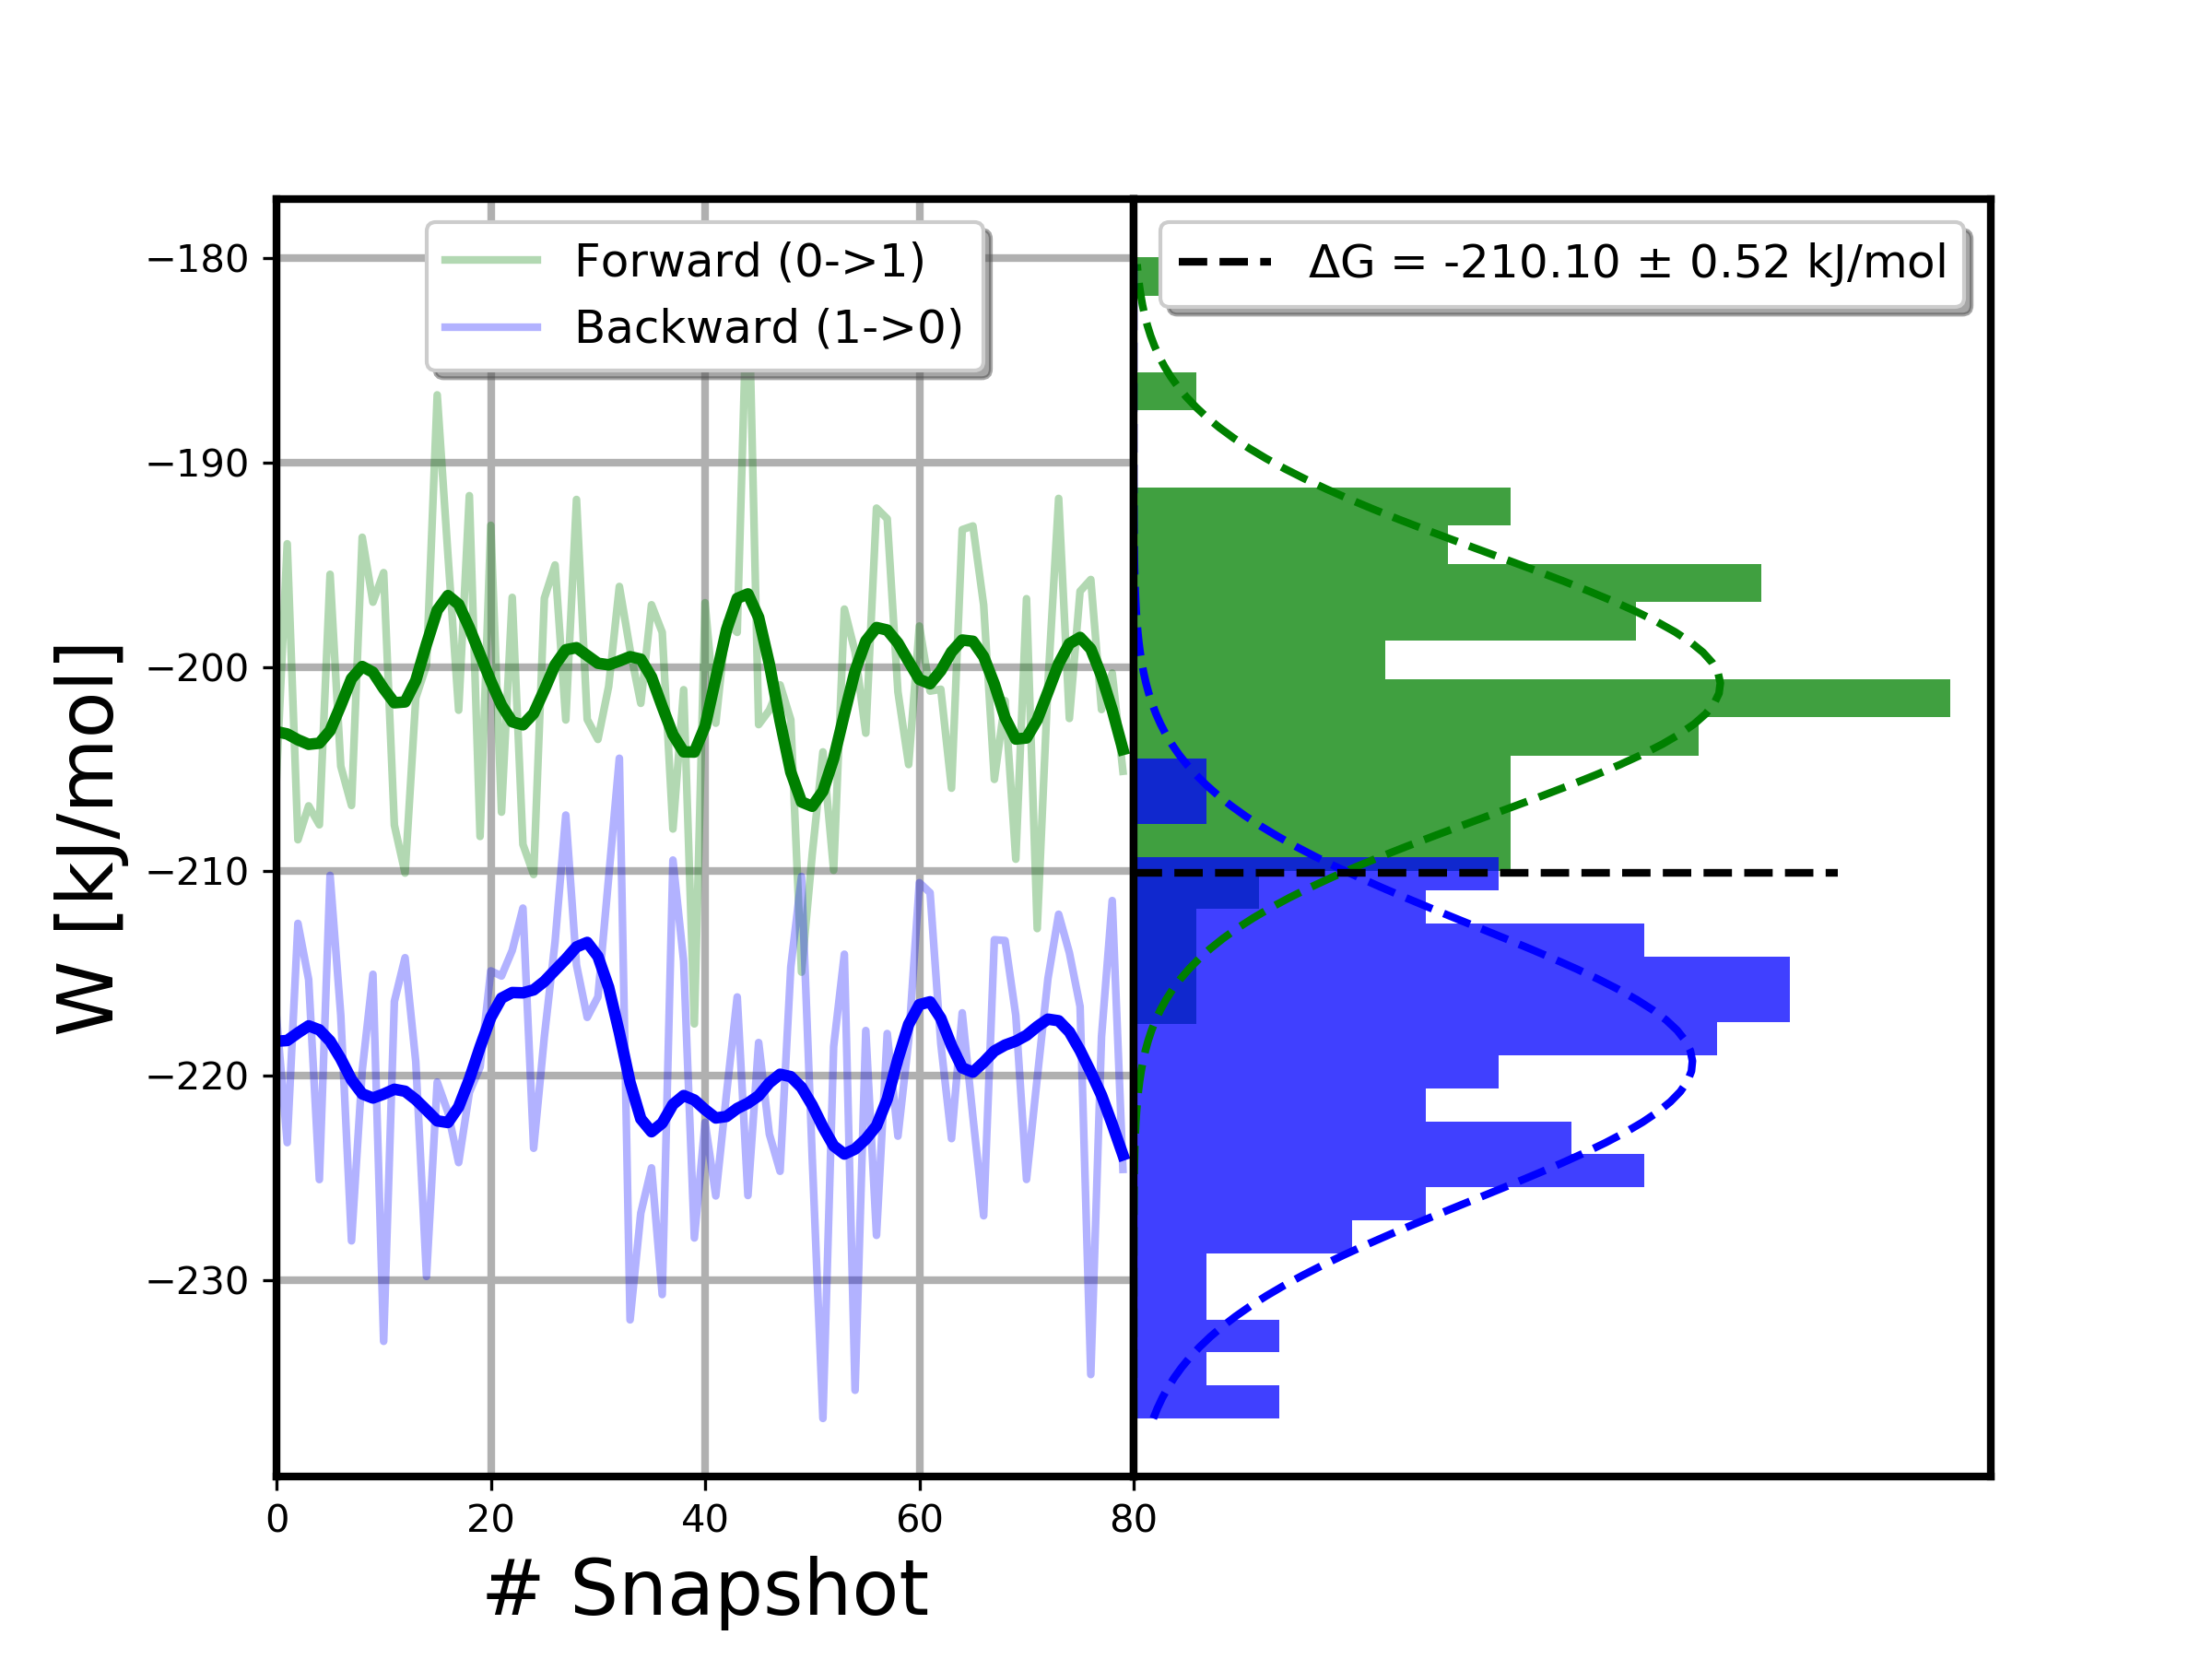 Forward (0->1)
Backward (1->0)
ΔG = -210.10 ± 0.52 kJ/mol
−180
−190
−200
−210
−220
−230
W [kJ/mol]
0 20 40 60 80
# Snapshot